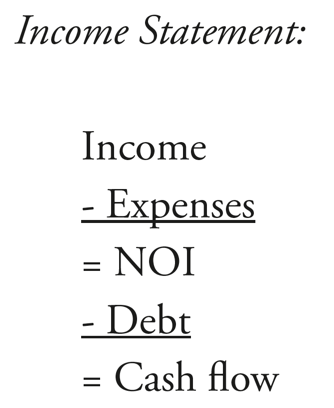 Income Statement:
Income
- Expenses
= NOI
- Debt
= Cash flow